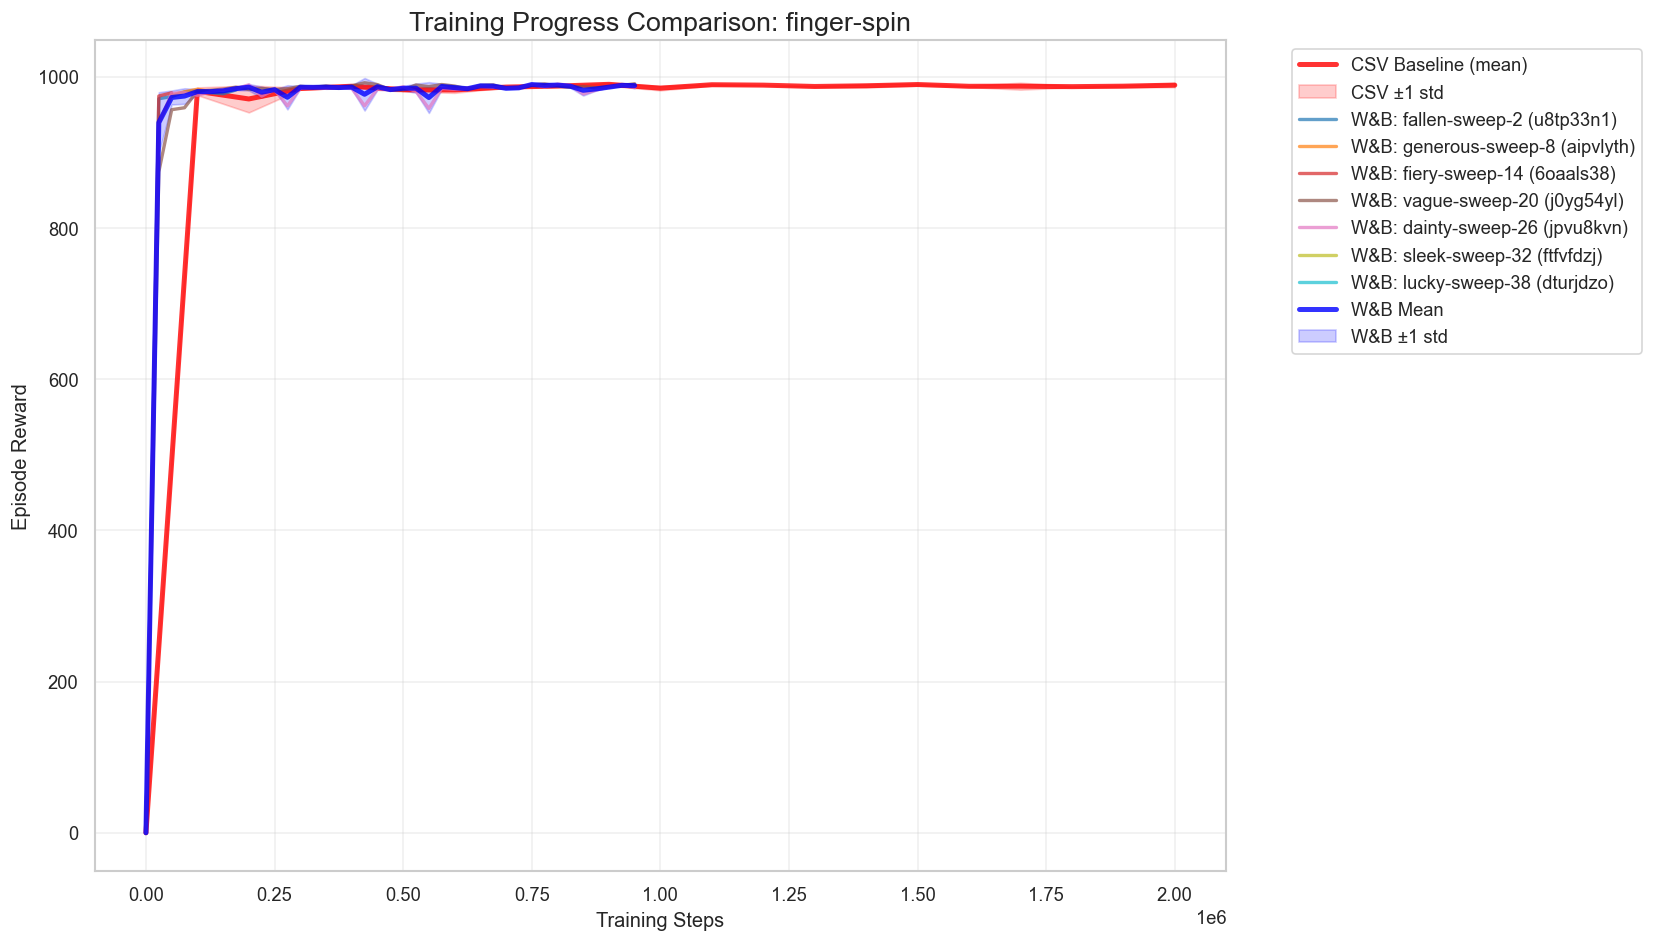 Training Progress Comparison: finger-spin
1000
800
600
400
200
0
Episode Reward
0.00 0.25 0.50 0.75 1.00 1.25 1.50 1.75 2.00
1e6
Training Steps
CSV Baseline (mean)
CSV ±1 std
W&B: fallen-sweep-2 (u8tp33n1)
W&B: generous-sweep-8 (aipvlyth)
W&B: fiery-sweep-14 (6oaals38)
W&B: vague-sweep-20 (j0yg54yl)
W&B: dainty-sweep-26 (jpvu8kvn)
W&B: sleek-sweep-32 (ftfvfdzj)
W&B: lucky-sweep-38 (dturjdzo)
W&B Mean
W&B ±1 std